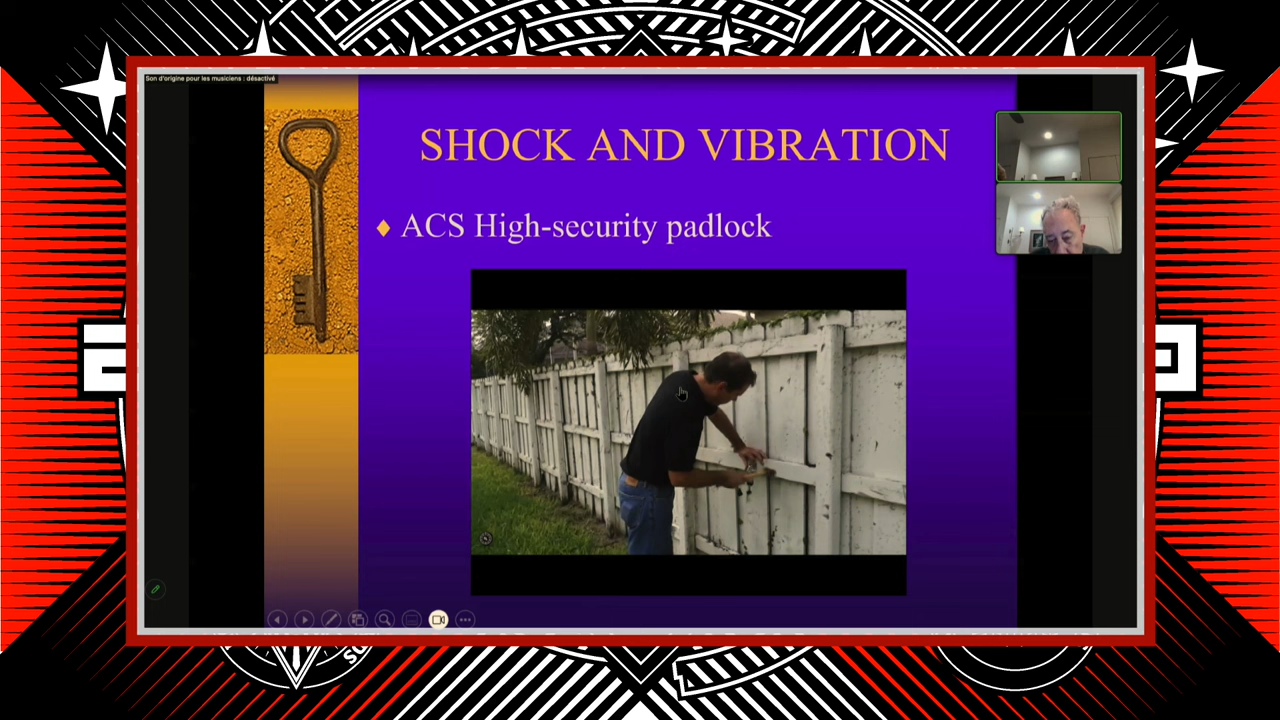 Son d'origine pour les musiciens : désactivé
SHOCK AND VIBRATION
ACS High-security padlock